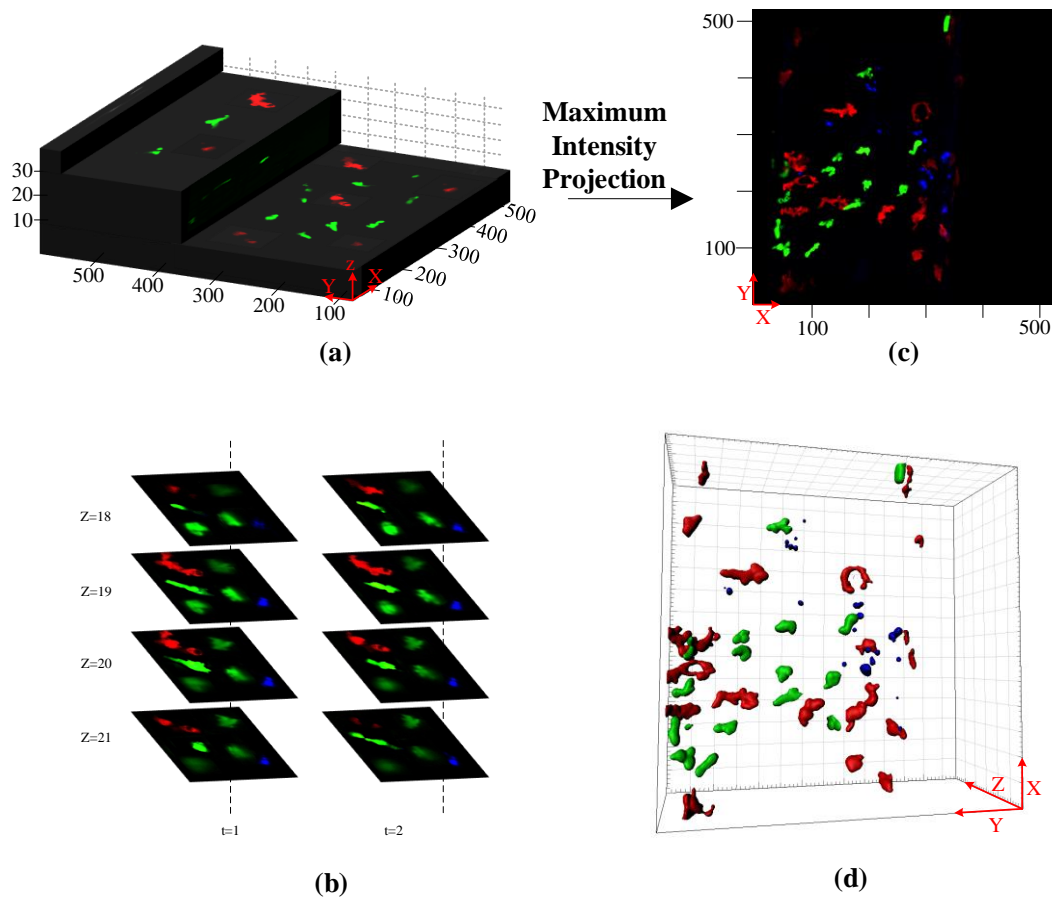 30
20
10
500
400
300
200
100
Y
z
X
100
200
300
400
500
(a)
Maximum
Intensity
Projection
500
100
Y
X
100
500
(c)
Z=18
Z=19
Z=20
Z=21
t=1
t=2
(b)
Z
X
Y
(d)